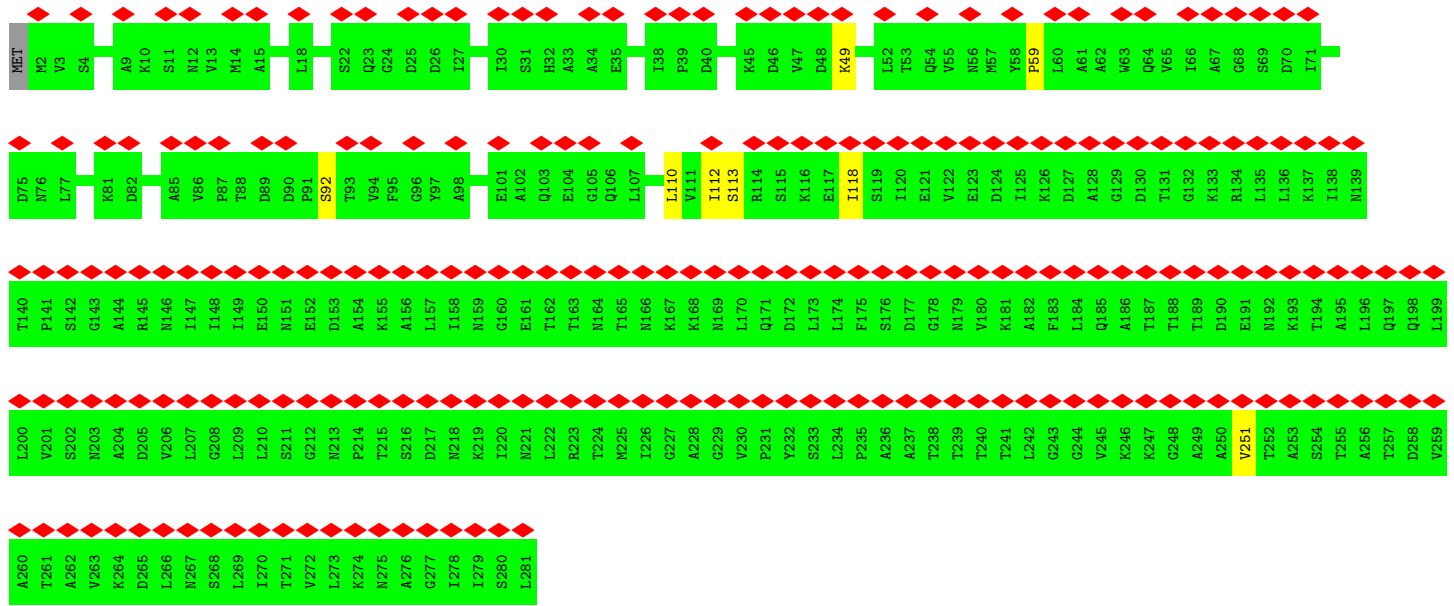 MET M2 V3 S4 A9 K10 S11 N12 V13 M14 A15 L18 S22 Q23 G24 D25 D26 I27 I30 S31 H32 A33 A34 E35 I38 P39 D40 K45 D46 V47 D48 K49 L52 T53 Q54 V55 N56 M57 Y58 P59 L60 A61 A62 W63 Q64 V65 I66 A67 G68 S69 D70 I71
D75 N76 L77 K81 D82 A85 V86 P87 T88 D89 D90 P91 S92 T93 V94 F95 G96 Y97 A98 E101 A102 Q103 E104 G105 Q106 L107 L110 V111 I112 S113 R114 S115 K116 E117 I118 S119 I120 E121 V122 E123 D124 I125 K126 D127 A128 G129 D130 T131 G132 K133 R134 L135 L136 K137 I138 N139
T140 P141 S142 G143 A144 R145 N146 I147 I148 I149 E150 N151 E152 D153 A154 K155 A156 L157 I158 N159 G160 E161 T162 T163 N164 T165 N166 K167 K168 N169 L170 Q171 D172 L173 L174 F175 S176 D177 G178 N179 V180 K181 A182 F183 L184 Q185 A186 T187 T188 T189 D190 E191 N192 K193 T194 A195 L196 Q197 Q198 L199
L200 V201 S202 N203 A204 D205 V206 L207 G208 L209 L210 S211 G212 N213 P214 T215 S216 D217 N218 K219 I220 N221 L222 R223 T224 M225 I226 G227 A228 G229 V230 P231 Y232 S233 L234 P235 A236 A237 T238 T239 T240 T241 L242 G243 G244 V245 K246 K247 G248 A249 A250 V251 T252 A253 S254 T255 A256 T257 D258 V259
A260 T261 A262 V263 K264 D265 L266 N267 S268 L269 I270 T271 V272 L273 K274 N275 A276 G277 I278 I279 S280 L281